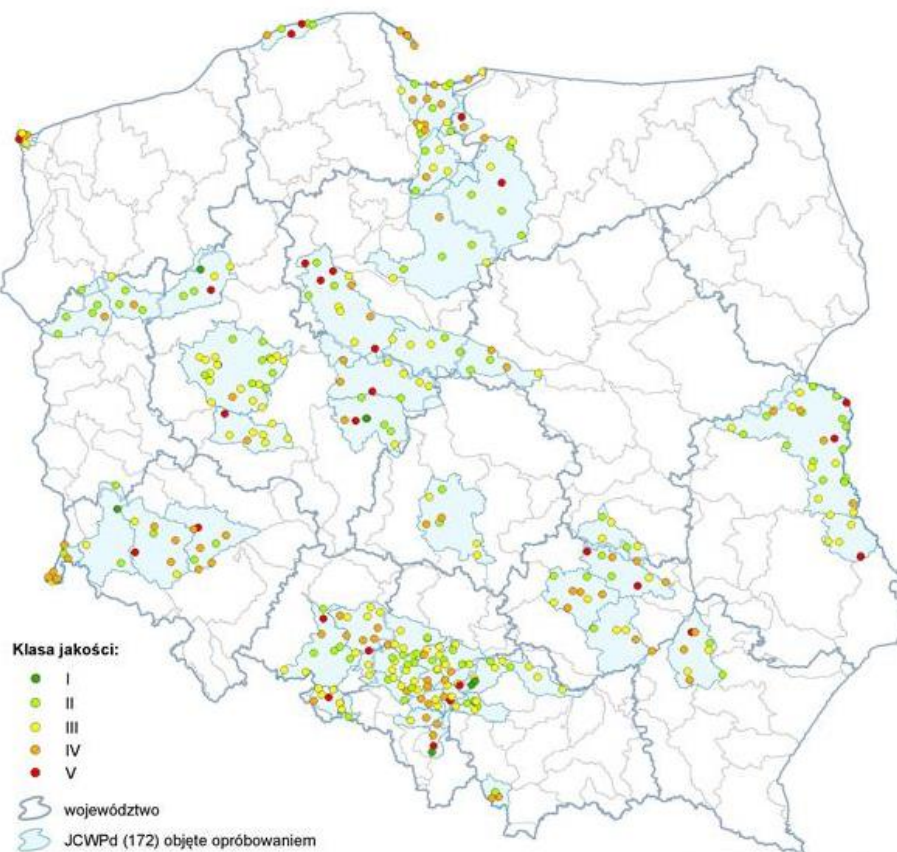 Klasa jakości:
I
II
III
IV
V
województwo
JCWPd (172) objęte opróbowaniem